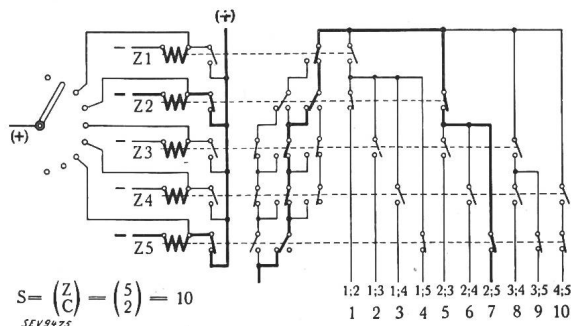 (+)
Z1
Z2
(+)
Z3
Z4
Z5
1;2 1;3 1;4 1;5 2;3 2;4 2;5 3;4 3;5 4;5
1 2 3 4 5 6 7 8 9 10
S = (Z C) = (5 2) = 10
SEV9475